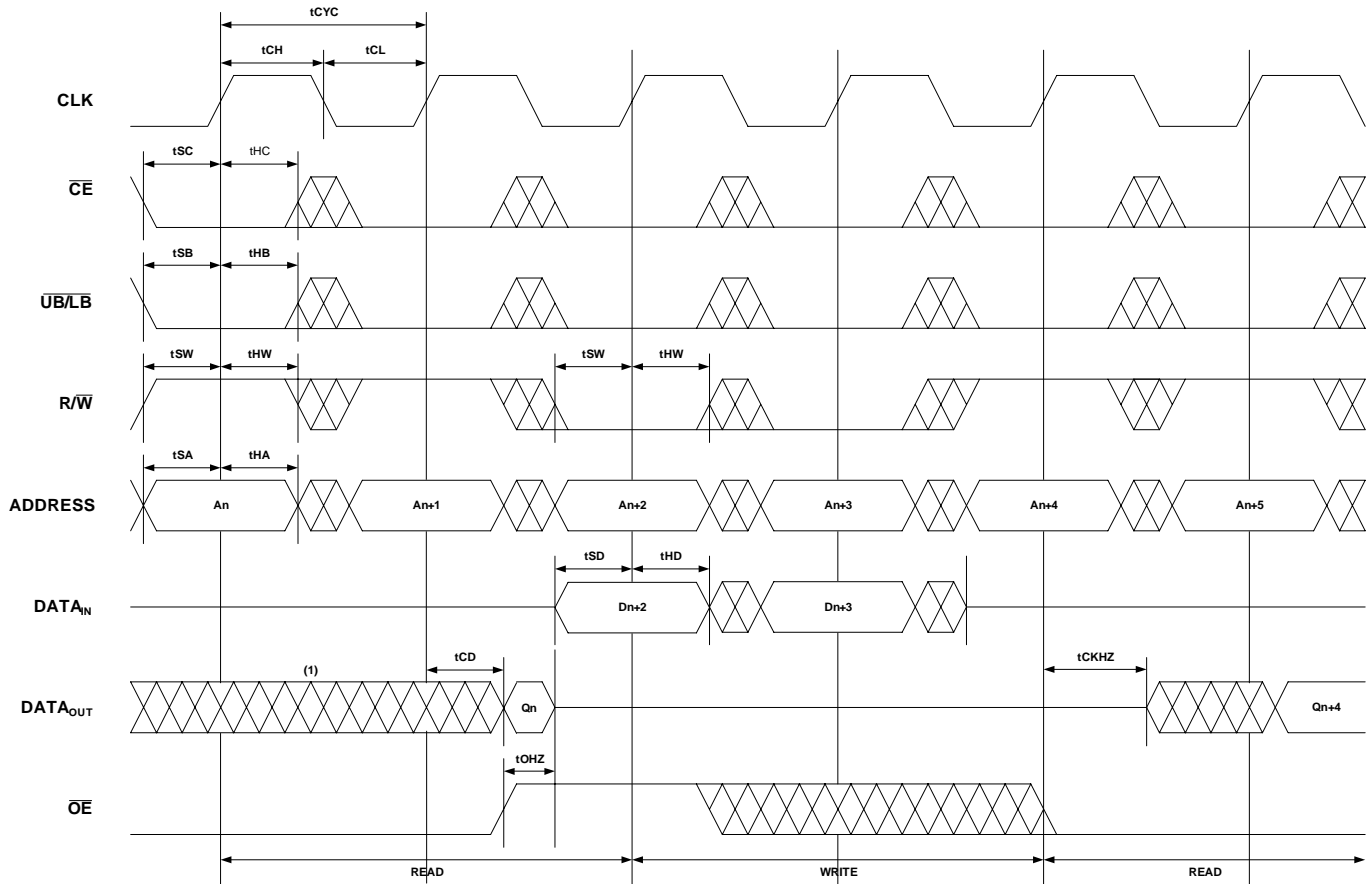 tCYC
tCH tCL
CLK
tSC tHC
CE
tSB tHB
UB/LB
tSW tHW tSW tHW
R/W
tSA tHA
ADDRESS An An+1 An+2 An+3 An+4 An+5
tSD tHD
DATAIN Dn+2 Dn+3
(1) tCD tCKHZ
DATAOUT Qn Qn+4
tOHZ
OE
READ WRITE READ